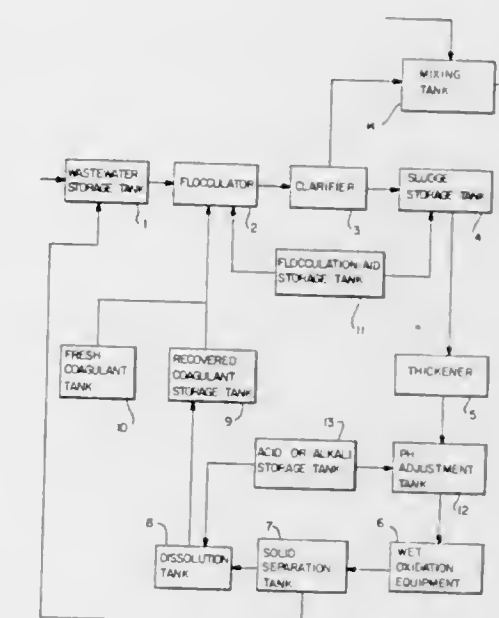 MIXING
TANK
14
WASTEWATER
STORAGE TANK
1
FLOCCULATOR
2
CLARIFIER
3
SLUDGE
STORAGE TANK
4
FLOCCULATION AID
STORAGE TANK
11
FRESH
COAGULANT
TANK
10
RECOVERED
COAGULANT
STORAGE TANK
9
THICKENER
5
13
ACID OR ALKALI
STORAGE TANK
PH
ADJUSTMENT
TANK
12
8
DISSOLUTION
TANK
7
SOLID
SEPARATION
TANK
6
WET
OXIDATION
EQUIPMENT